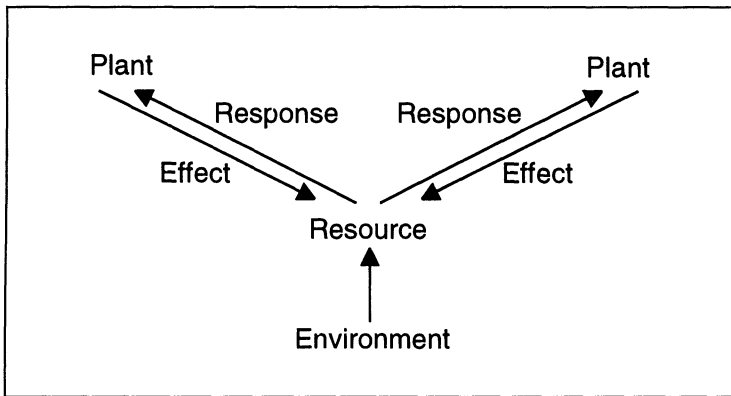 Plant Plant
Response Response
Effect Effect
Resource
Environment